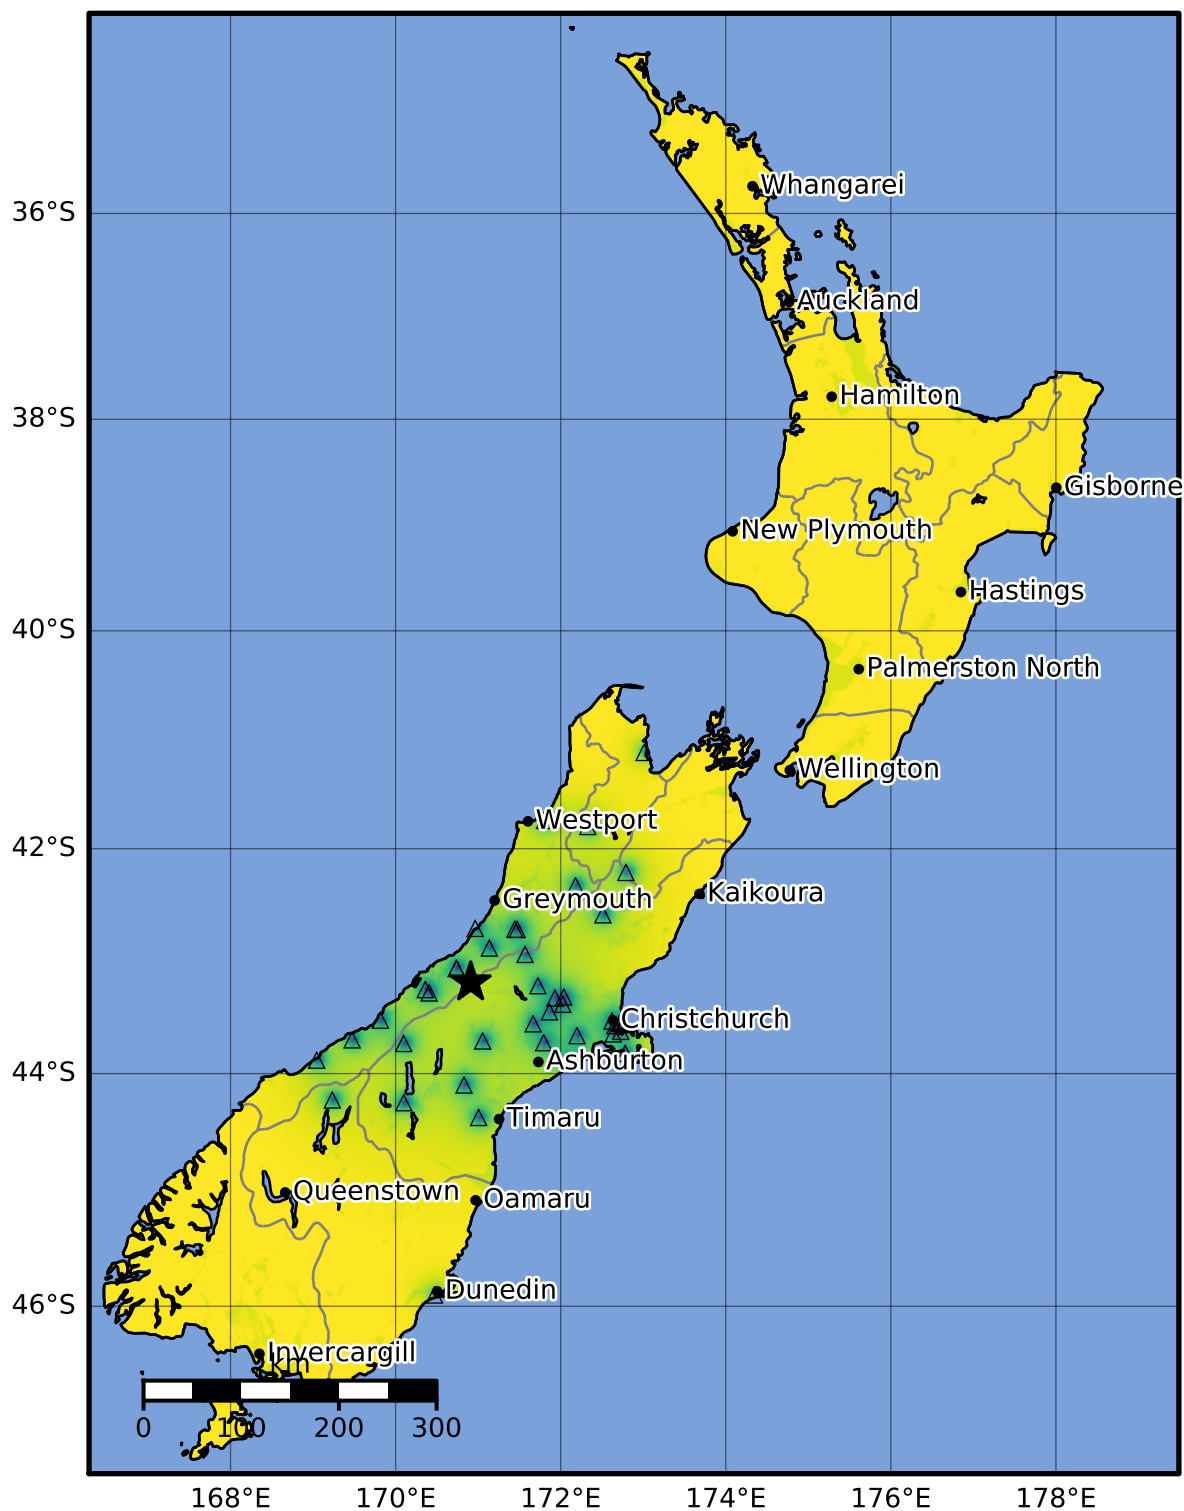 Whangarei
36°S
Auckland
Hamilton
38°S
Gisborne
New Plymouth
Hastings
40°S
Palmerston North
Wellington
Westport
42°S
Kaikoura
Greymouth
Christchurch
Ashburton
44°S
Timaru
Queenstown
Oamaru
Dunedin
46°S
Invercargill
km
0 100 200 300
168°E 170°E 172°E 174°E 176°E 178°E